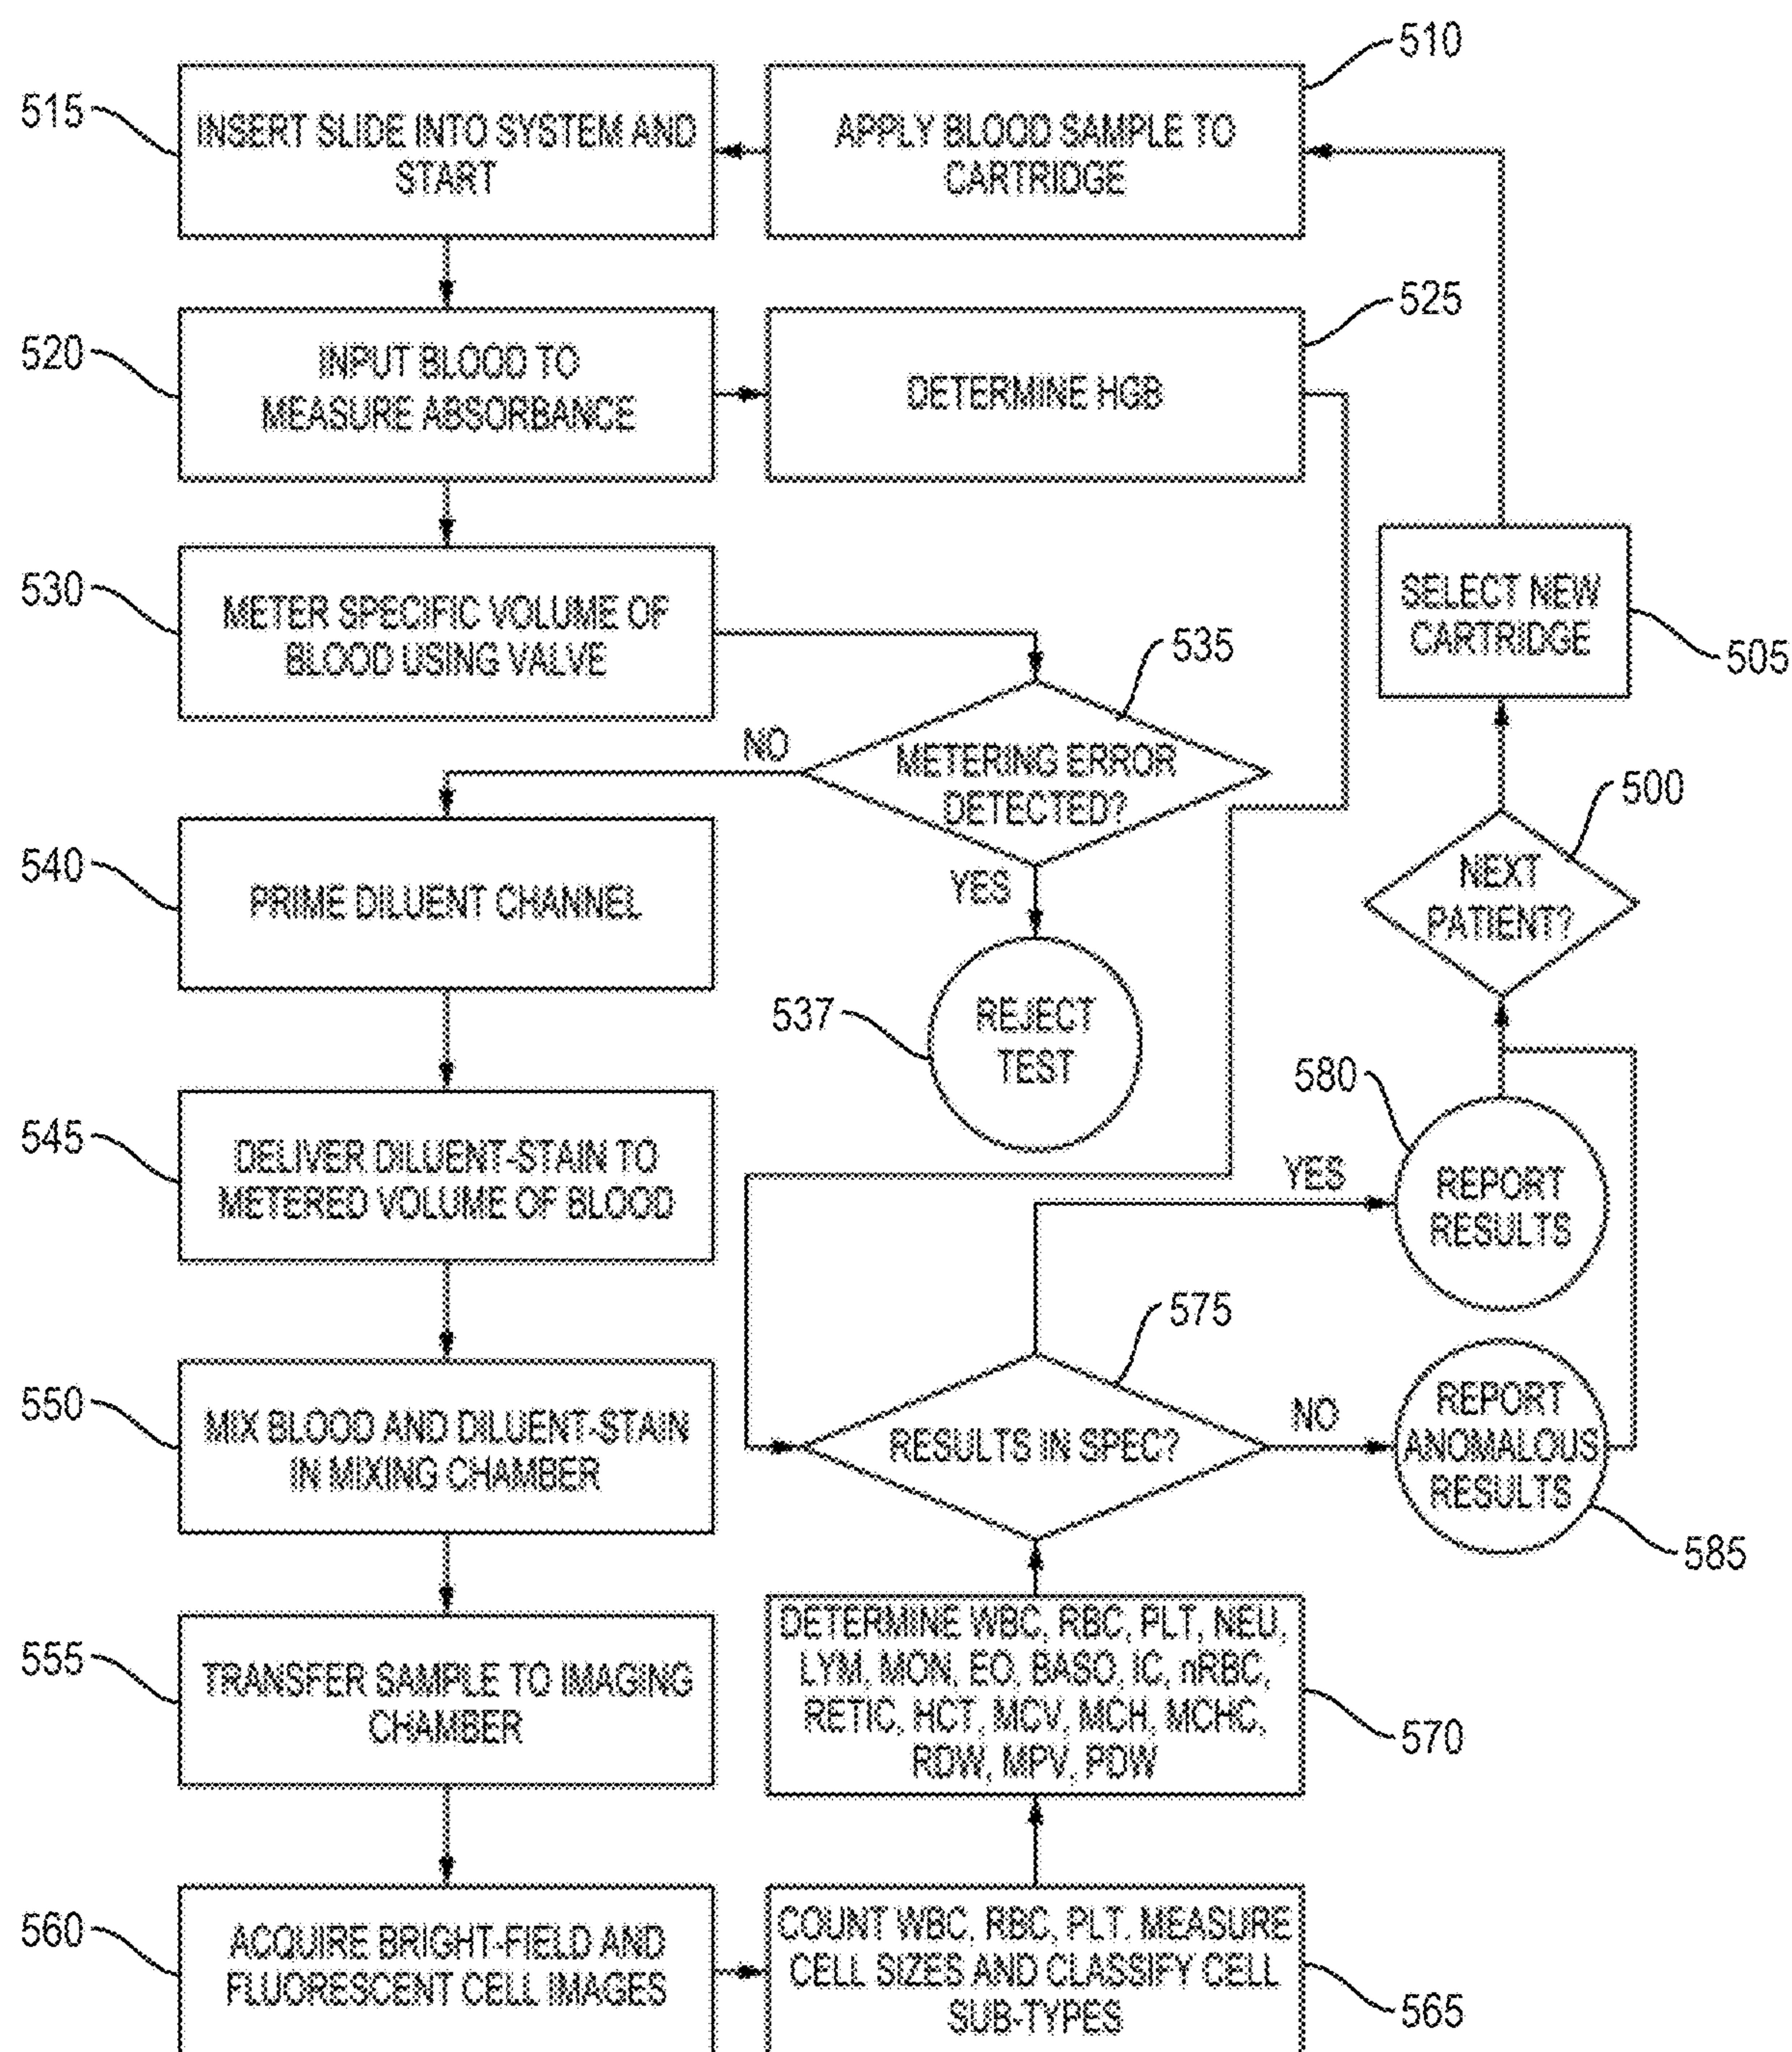 510
515
INSERT SLIDE INTO SYSTEM AND
START
APPLY BLOOD SAMPLE TO
CARTRIDGE
525
520
INPUT BLOOD TO
MEASURE ABSORBANCE
DETERMINE HGB
530
METER SPECIFIC VOLUME OF
BLOOD USING VALVE
SELECT NEW
CARTRIDGE
505
535
NO
METERING ERROR
DETECTED?
YES
500
NEXT
PATIENT?
540
PRIME DILUENT CHANNEL
537
REJECT
TEST
545
DELIVER DILUENT-STAIN TO
METERED VOLUME OF BLOOD
580
YES
REPORT
RESULTS
575
550
MIX BLOOD AND DILUENT-STAIN
IN MIXING CHAMBER
RESULTS IN SPEC?
NO
REPORT
ANOMALOUS
RESULTS
585
555
TRANSFER SAMPLE TO IMAGING
CHAMBER
DETERMINE WBC, RBC, PLT, NEU,
LYM, MON, EO, BASO, IC, nRBC,
RETIC, HCT, MCV, MCH, MCHC,
RDW, MPV, PDW
570
560
ACQUIRE BRIGHT-FIELD AND
FLUORESCENT CELL IMAGES
COUNT WBC, RBC, PLT. MEASURE
CELL SIZES AND CLASSIFY CELL
SUB-TYPES
565